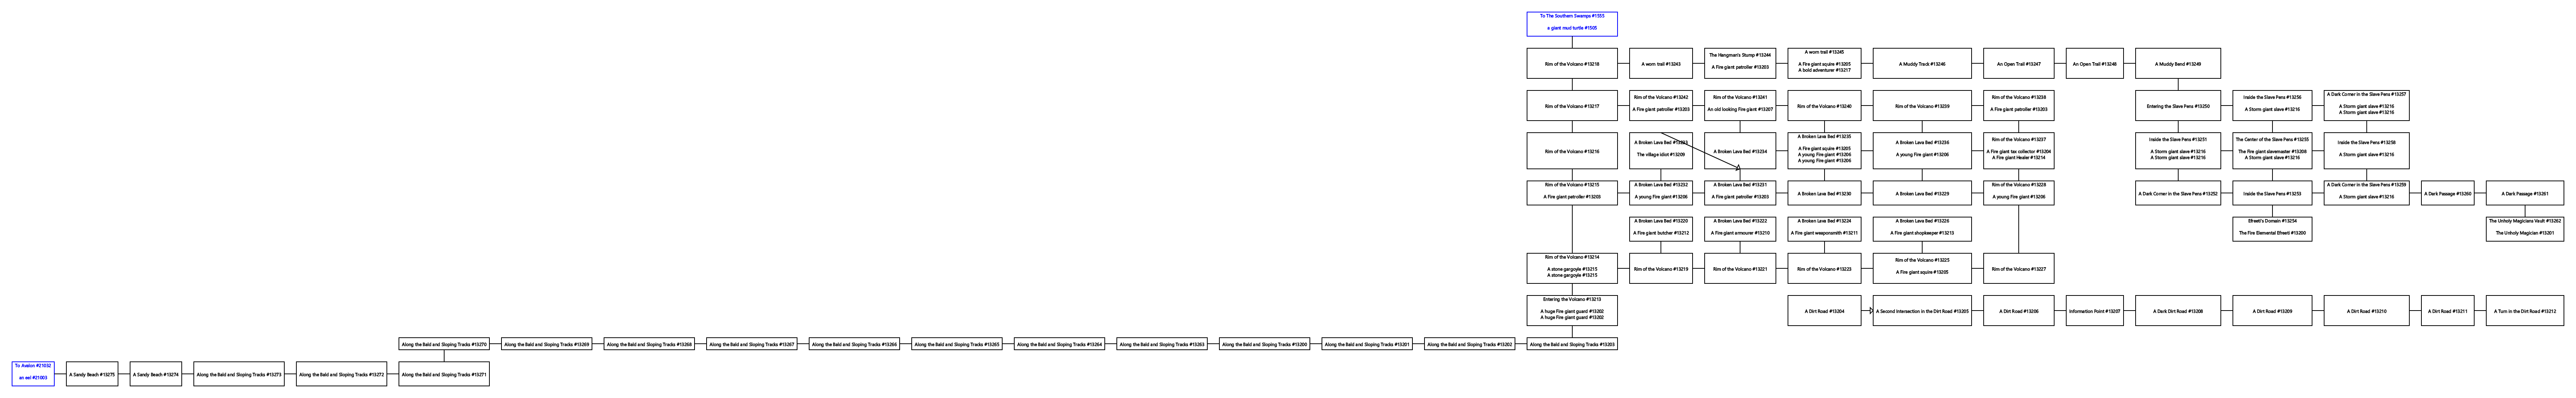 To The Southern Swamps #1555
a giant mud turtle #1505
Rim of the Volcano #13218
A worn trail #13243
The Hangman's Stump #13244
A Fire giant patroller #13203
A worn trail #13245
A Fire giant squire #13205
A bold adventurer #13217
A Muddy Track #13246
An Open Trail #13247
An Open Trail #13248
A Muddy Bend #13249
Rim of the Volcano #13217
Rim of the Volcano #13242
A Fire giant patroller #13203
Rim of the Volcano #13241
An old looking Fire giant #13207
Rim of the Volcano #13240
Rim of the Volcano #13239
Rim of the Volcano #13238
A Fire giant patroller #13203
Entering the Slave Pens #13250
Inside the Slave Pens #13256
A Storm giant slave #13216
A Dark Corner in the Slave Pens #13257
A Storm giant slave #13216
A Storm giant slave #13216
Rim of the Volcano #13216
A Broken Lava Bed #13233
The village idiot #13209
A Broken Lava Bed #13234
A Broken Lava Bed #13235
A Fire giant squire #13205
A young Fire giant #13206
A young Fire giant #13206
A Broken Lava Bed #13236
A young Fire giant #13206
Rim of the Volcano #13237
A Fire giant tax collector #13204
A Fire giant Healer #13214
Inside the Slave Pens #13251
A Storm giant slave #13216
A Storm giant slave #13216
The Center of the Slave Pens #13255
The Fire giant slavemaster #13208
A Storm giant slave #13216
Inside the Slave Pens #13258
A Storm giant slave #13216
Rim of the Volcano #13215
A Fire giant patroller #13203
A Broken Lava Bed #13232
A young Fire giant #13206
A Broken Lava Bed #13231
A Fire giant patroller #13203
A Broken Lava Bed #13230
A Broken Lava Bed #13229
Rim of the Volcano #13228
A young Fire giant #13206
A Dark Corner in the Slave Pens #13252
Inside the Slave Pens #13253
A Dark Corner in the Slave Pens #13259
A Storm giant slave #13216
A Dark Passage #13260
A Dark Passage #13261
A Broken Lava Bed #13220
A Fire giant butcher #13212
A Broken Lava Bed #13222
A Fire giant armourer #13210
A Broken Lava Bed #13224
A Fire giant weaponsmith #13211
A Broken Lava Bed #13226
A Fire giant shopkeeper #13213
Efreeti's Domain #13254
The Fire Elemental Efreeti #13200
The Unholy Magicians Vault #13262
The Unholy Magician #13201
Rim of the Volcano #13214
A stone gargoyle #13215
A stone gargoyle #13215
Rim of the Volcano #13219
Rim of the Volcano #13221
Rim of the Volcano #13223
Rim of the Volcano #13225
A Fire giant squire #13205
Rim of the Volcano #13227
Entering the Volcano #13213
A huge Fire giant guard #13202
A huge Fire giant guard #13202
A Dirt Road #13204
A Second Intersection in the Dirt Road #13205
A Dirt Road #13206
Information Point #13207
A Dark Dirt Road #13208
A Dirt Road #13209
A Dirt Road #13210
A Dirt Road #13211
A Turn in the Dirt Road #13212
Along the Bald and Sloping Tracks #13270
Along the Bald and Sloping Tracks #13269
Along the Bald and Sloping Tracks #13268
Along the Bald and Sloping Tracks #13267
Along the Bald and Sloping Tracks #13266
Along the Bald and Sloping Tracks #13265
Along the Bald and Sloping Tracks #13264
Along the Bald and Sloping Tracks #13263
Along the Bald and Sloping Tracks #13200
Along the Bald and Sloping Tracks #13201
Along the Bald and Sloping Tracks #13202
Along the Bald and Sloping Tracks #13203
To Avalon #21032
an eel #21003
A Sandy Beach #13275
A Sandy Beach #13274
Along the Bald and Sloping Tracks #13273
Along the Bald and Sloping Tracks #13272
Along the Bald and Sloping Tracks #13271